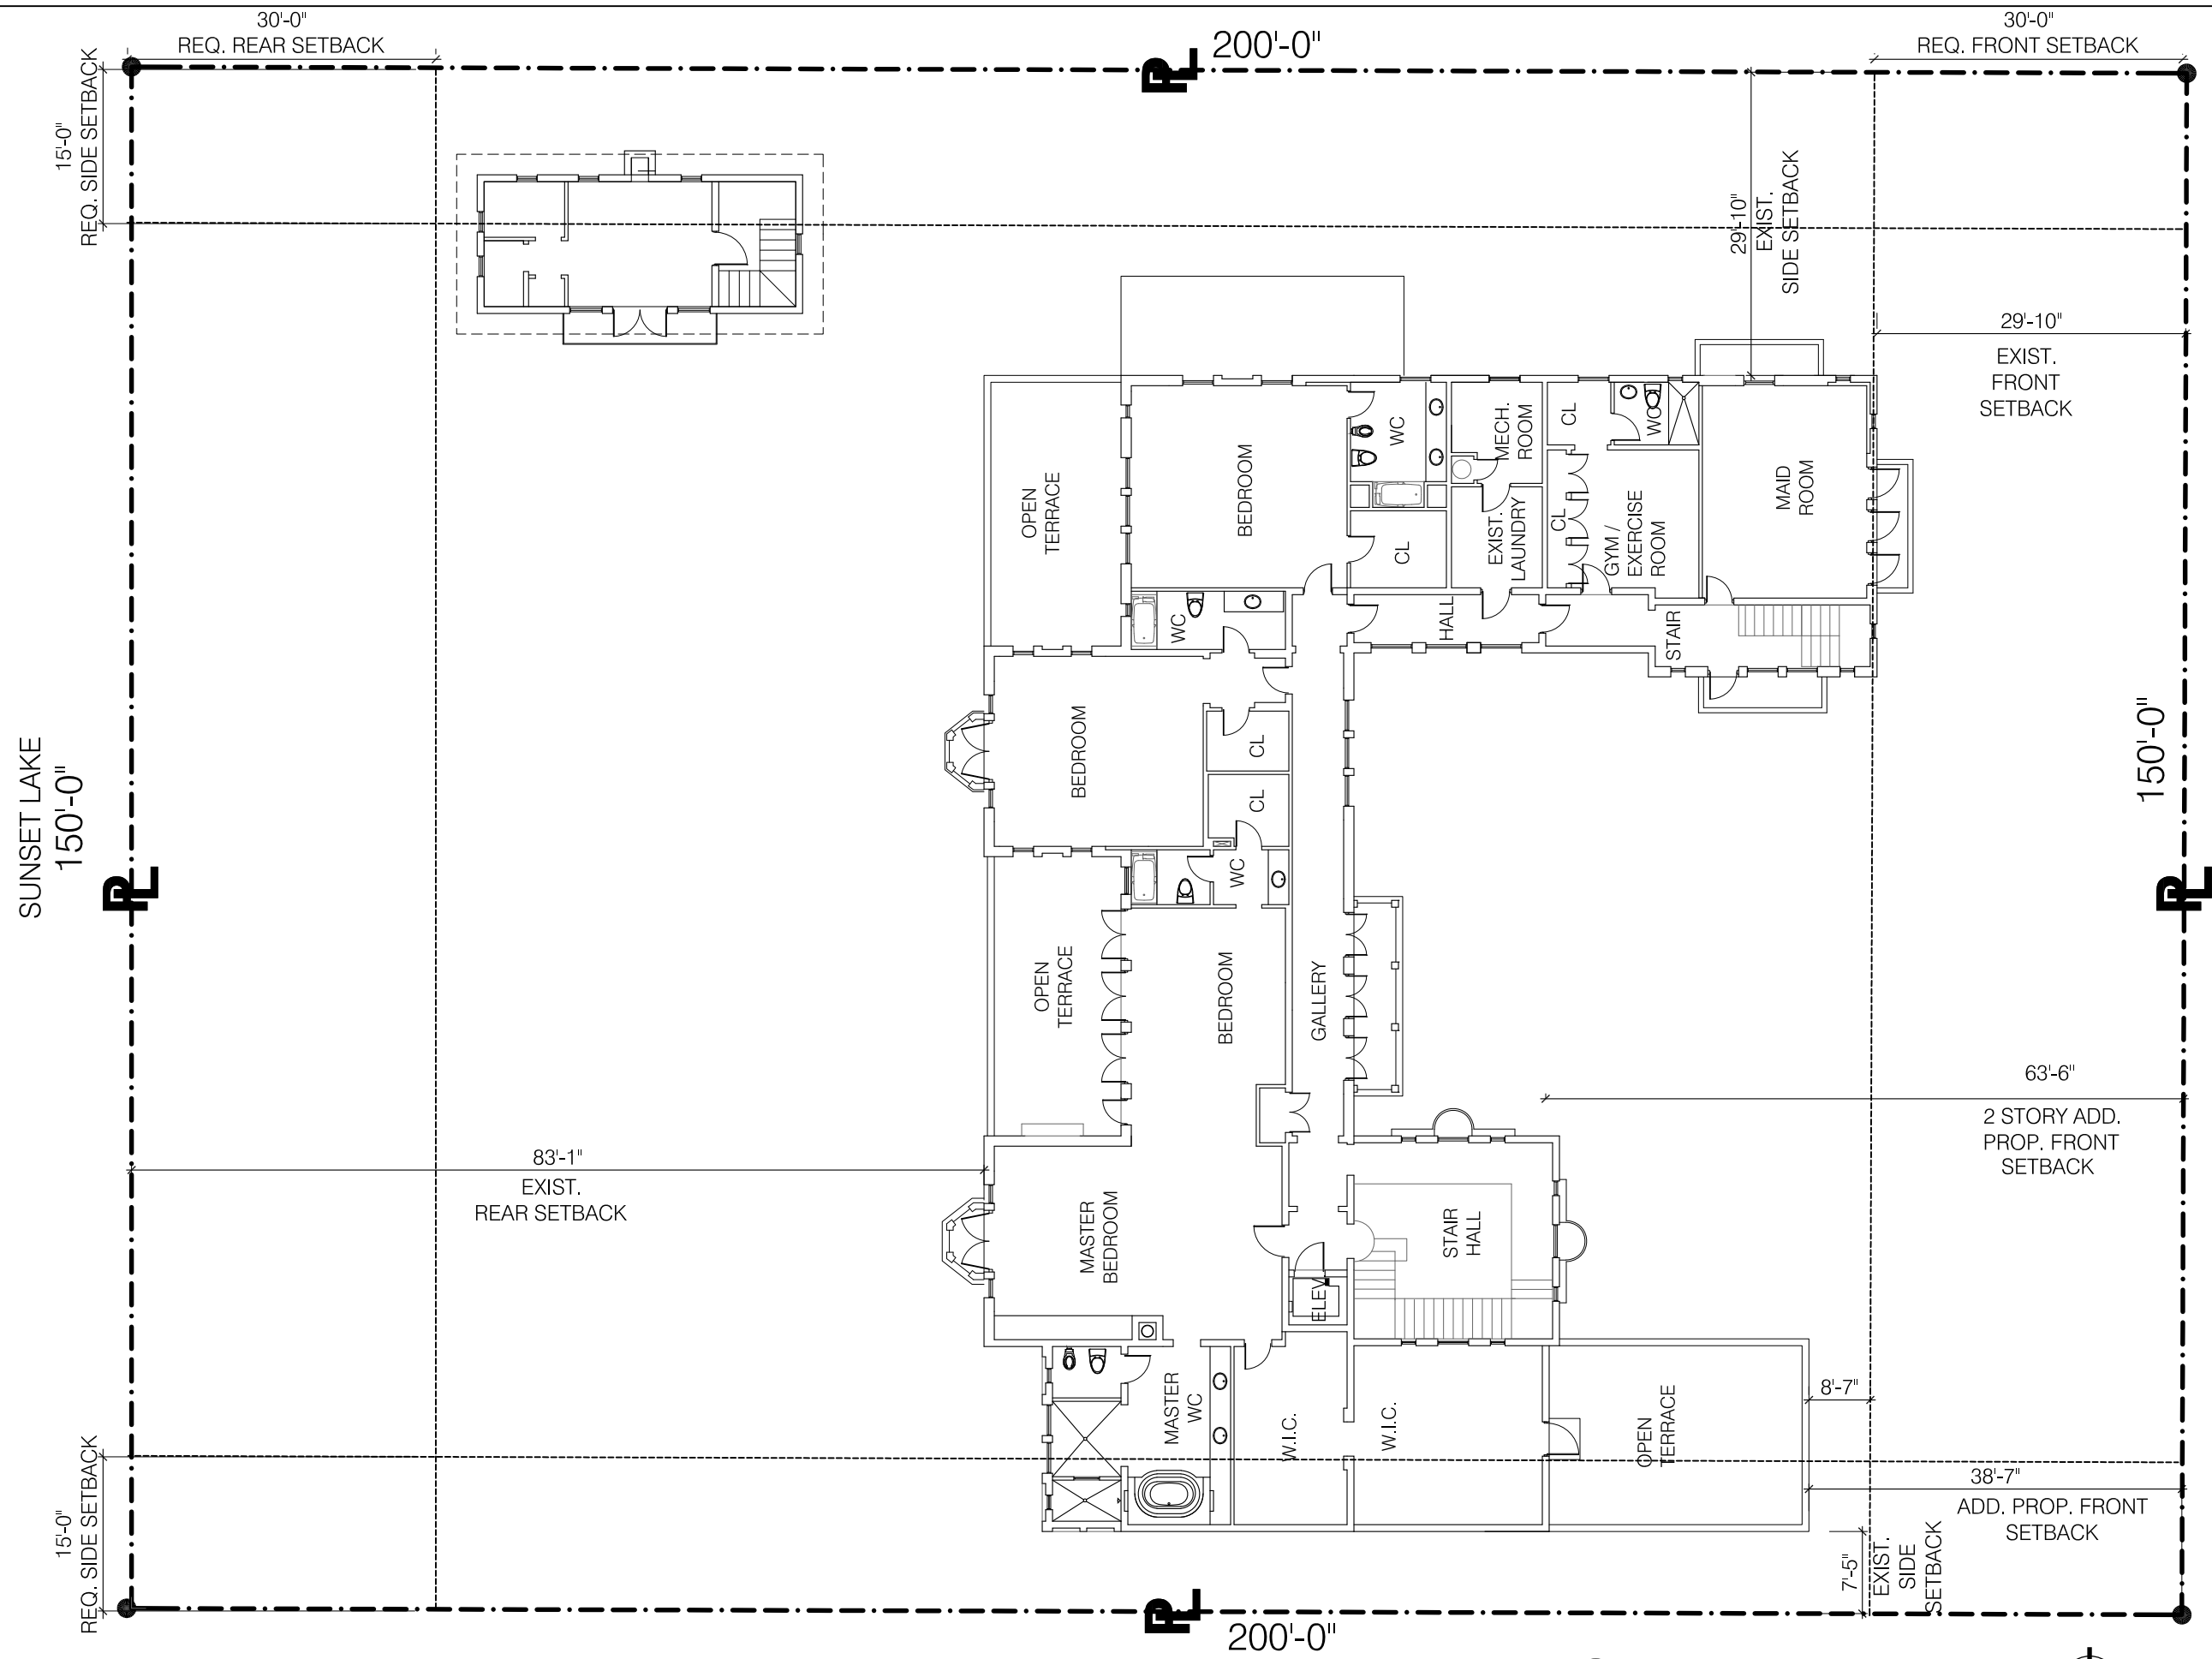 30'-0"
REQ. REAR SETBACK
200'-0"
30'-0"
REQ. FRONT SETBACK
15'-0"
REQ. SIDE SETBACK
PL
29'-10"
EXIST.
SIDE SETBACK
29'-10"
EXIST.
FRONT
SETBACK
OPEN
TERRACE
BEDROOM
WC
CL
MECH.
ROOM
EXIST.
LAUNDRY
CL
WC
CL
GYM /
EXERCISE
ROOM
MAID
ROOM
WC
HALL
STAIR
BEDROOM
CL
CL
WC
SUNSET LAKE
150'-0"
PL
150'-0"
PL
OPEN
TERRACE
BEDROOM
GALLERY
63'-6"
2 STORY ADD.
PROP. FRONT
SETBACK
83'-1"
EXIST.
REAR SETBACK
MASTER
BEDROOM
ELEV.
STAIR
HALL
MASTER
WC
W.I.C.
W.I.C.
OPEN
TERRACE
8'-7"
38'-7"
ADD. PROP. FRONT
SETBACK
15'-0"
REQ. SIDE SETBACK
7'-5"
EXIST.
SIDE
SETBACK
PL
200'-0"